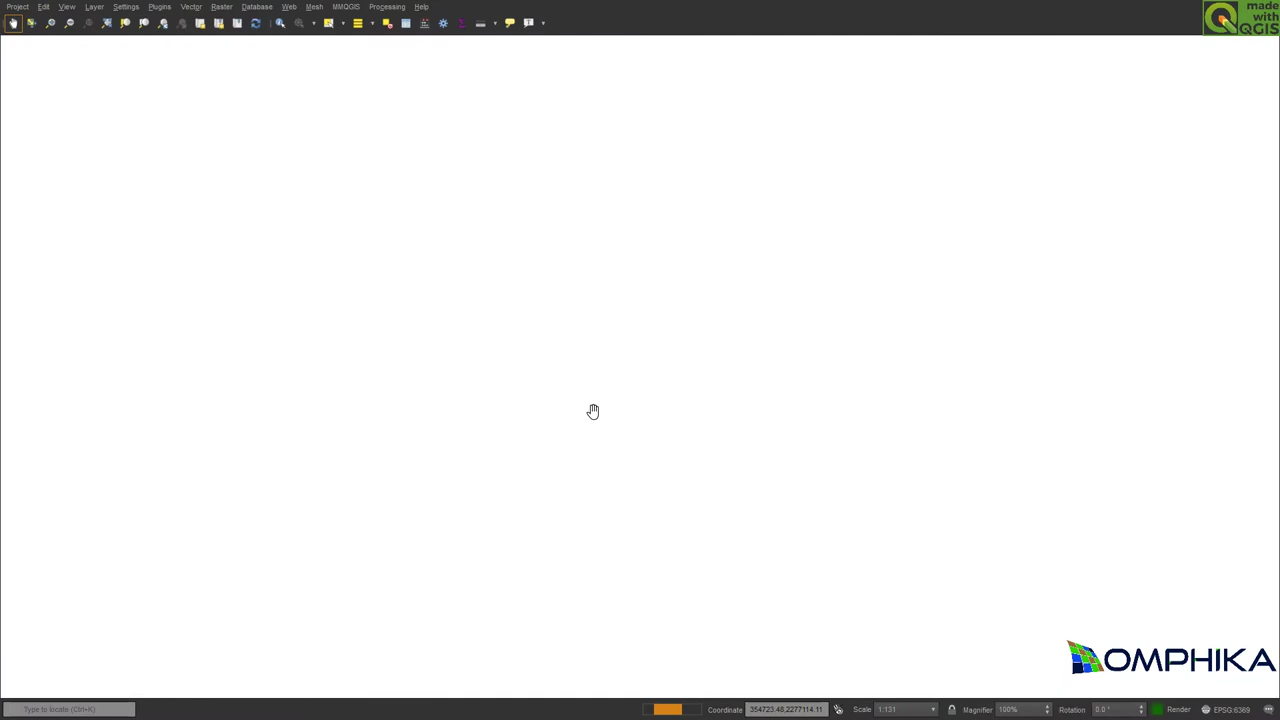 Project Edit View Layer Settings Plugins Vector Raster Database Web Mesh MMQGIS Processing Help
made
with
QGIS
OMPHIKA
Type to locate (Ctrl+K) Coordinate 354723.48,2277114.11 Scale 1:131 Magnifier 100% Rotation 0.0 ° Render EPSG:6369